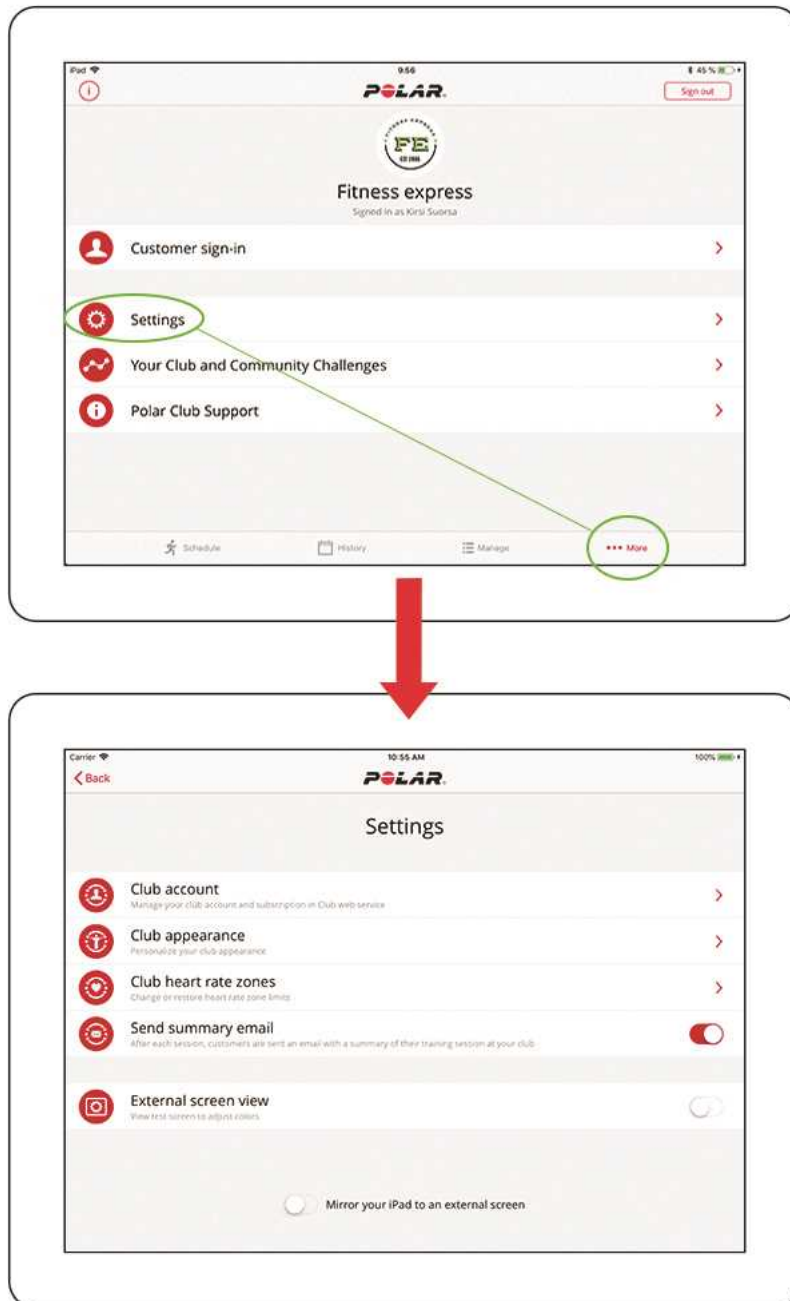 iPad
9:56
45 %
POLAR
Sign out
FITNESS EXPRESS
FE
Fitness express
Signed in as Kirsi Suorsa
Customer sign-in
Settings
Your Club and Community Challenges
Polar Club Support
Schedule
History
Manage
More
Carrier
10:55 AM
100%
Back
POLAR
Settings
Club account
Manage your club account and subscription in Club web service
Club appearance
Personalize your club appearance
Club heart rate zones
Change or restore heart rate zone limits
Send summary email
After each session, customers are sent an email with a summary of their training session at your club
External screen view
View test screen to adjust colors
Mirror your iPad to an external screen